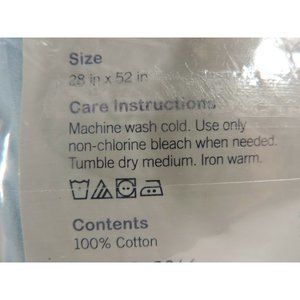 Size
28 in x 52 in
Care Instructions
Machine wash cold. Use only
non-chlorine bleach when needed.
Tumble dry medium. Iron warm.
Contents
100% Cotton